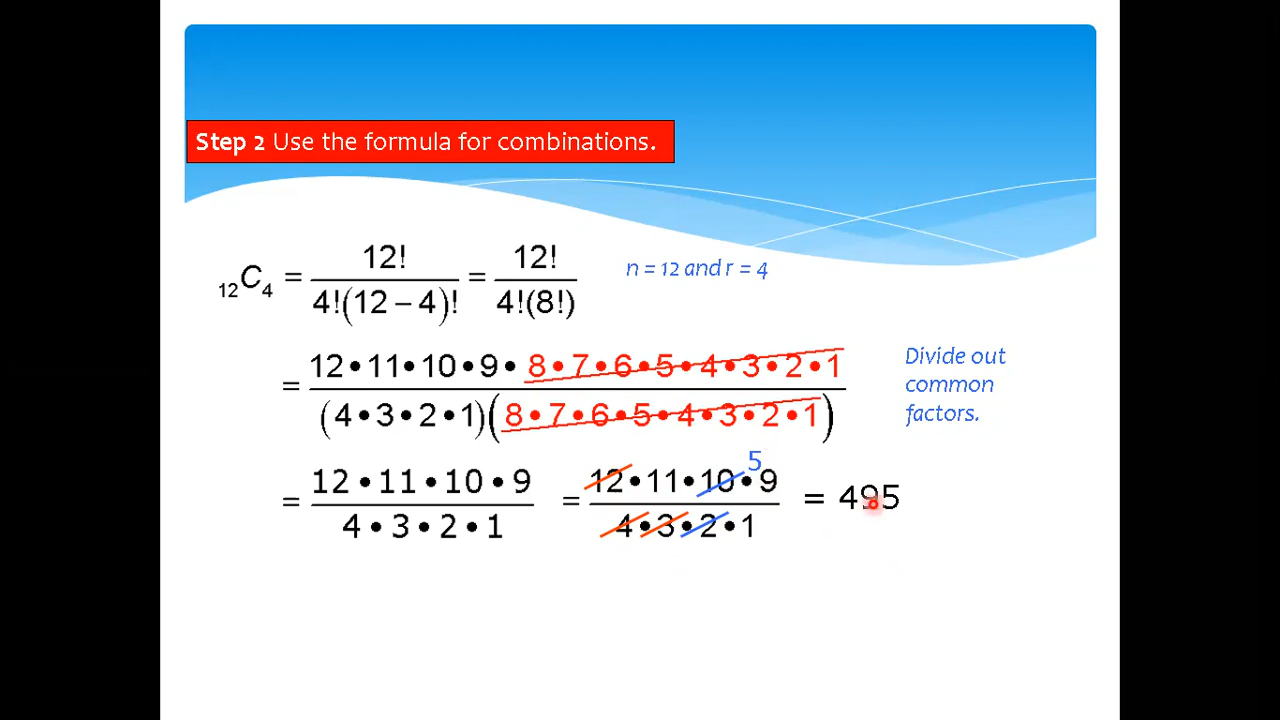 Step 2 Use the formula for combinations.
₁₂C₄ = 12! / 4!(12 – 4)! = 12! / 4!(8!)
n = 12 and r = 4
= 12•11•10•9•8•7•6•5•4•3•2•1 / (4•3•2•1)(8•7•6•5•4•3•2•1)
Divide out
common
factors.
5
= 12•11•10•9 / 4•3•2•1 = 12•11•10•9 / 4•3•2•1 = 495